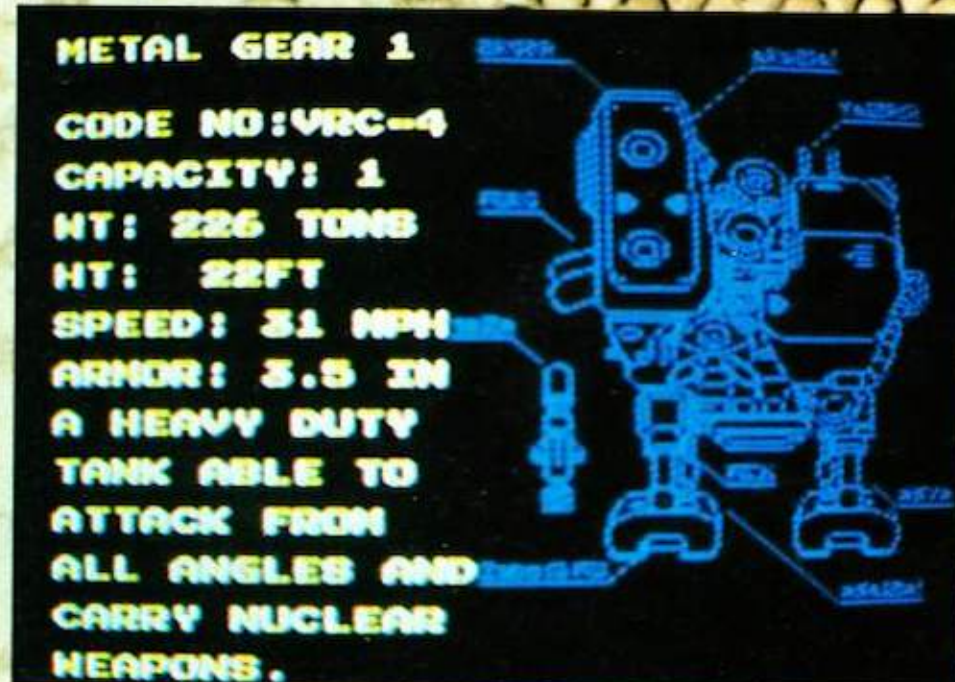 METAL GEAR 1
CODE NO:VRC-4
CAPACITY: 1
WT: 226 TONS
HT: 22FT
SPEED: 31 MPH
ARMOR: 3.5 IN
A HEAVY DUTY
TANK ABLE TO
ATTACK FROM
ALL ANGLES AND
CARRY NUCLEAR
WEAPONS.